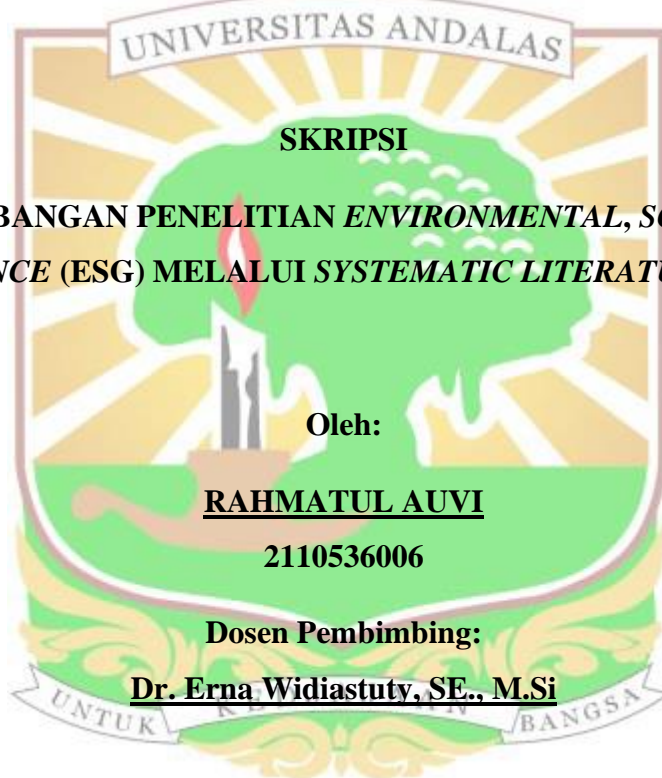 UNIVERSITAS ANDALAS
SKRIPSI
BANGAN PENELITIAN ENVIRONMENTAL, SO
NCE (ESG) MELALUI SYSTEMATIC LITERATU
Oleh:
RAHMATUL AUVI
2110536006
Dosen Pembimbing:
Dr. Erna Widiastuty, SE., M.Si
UNTUK BANGSA